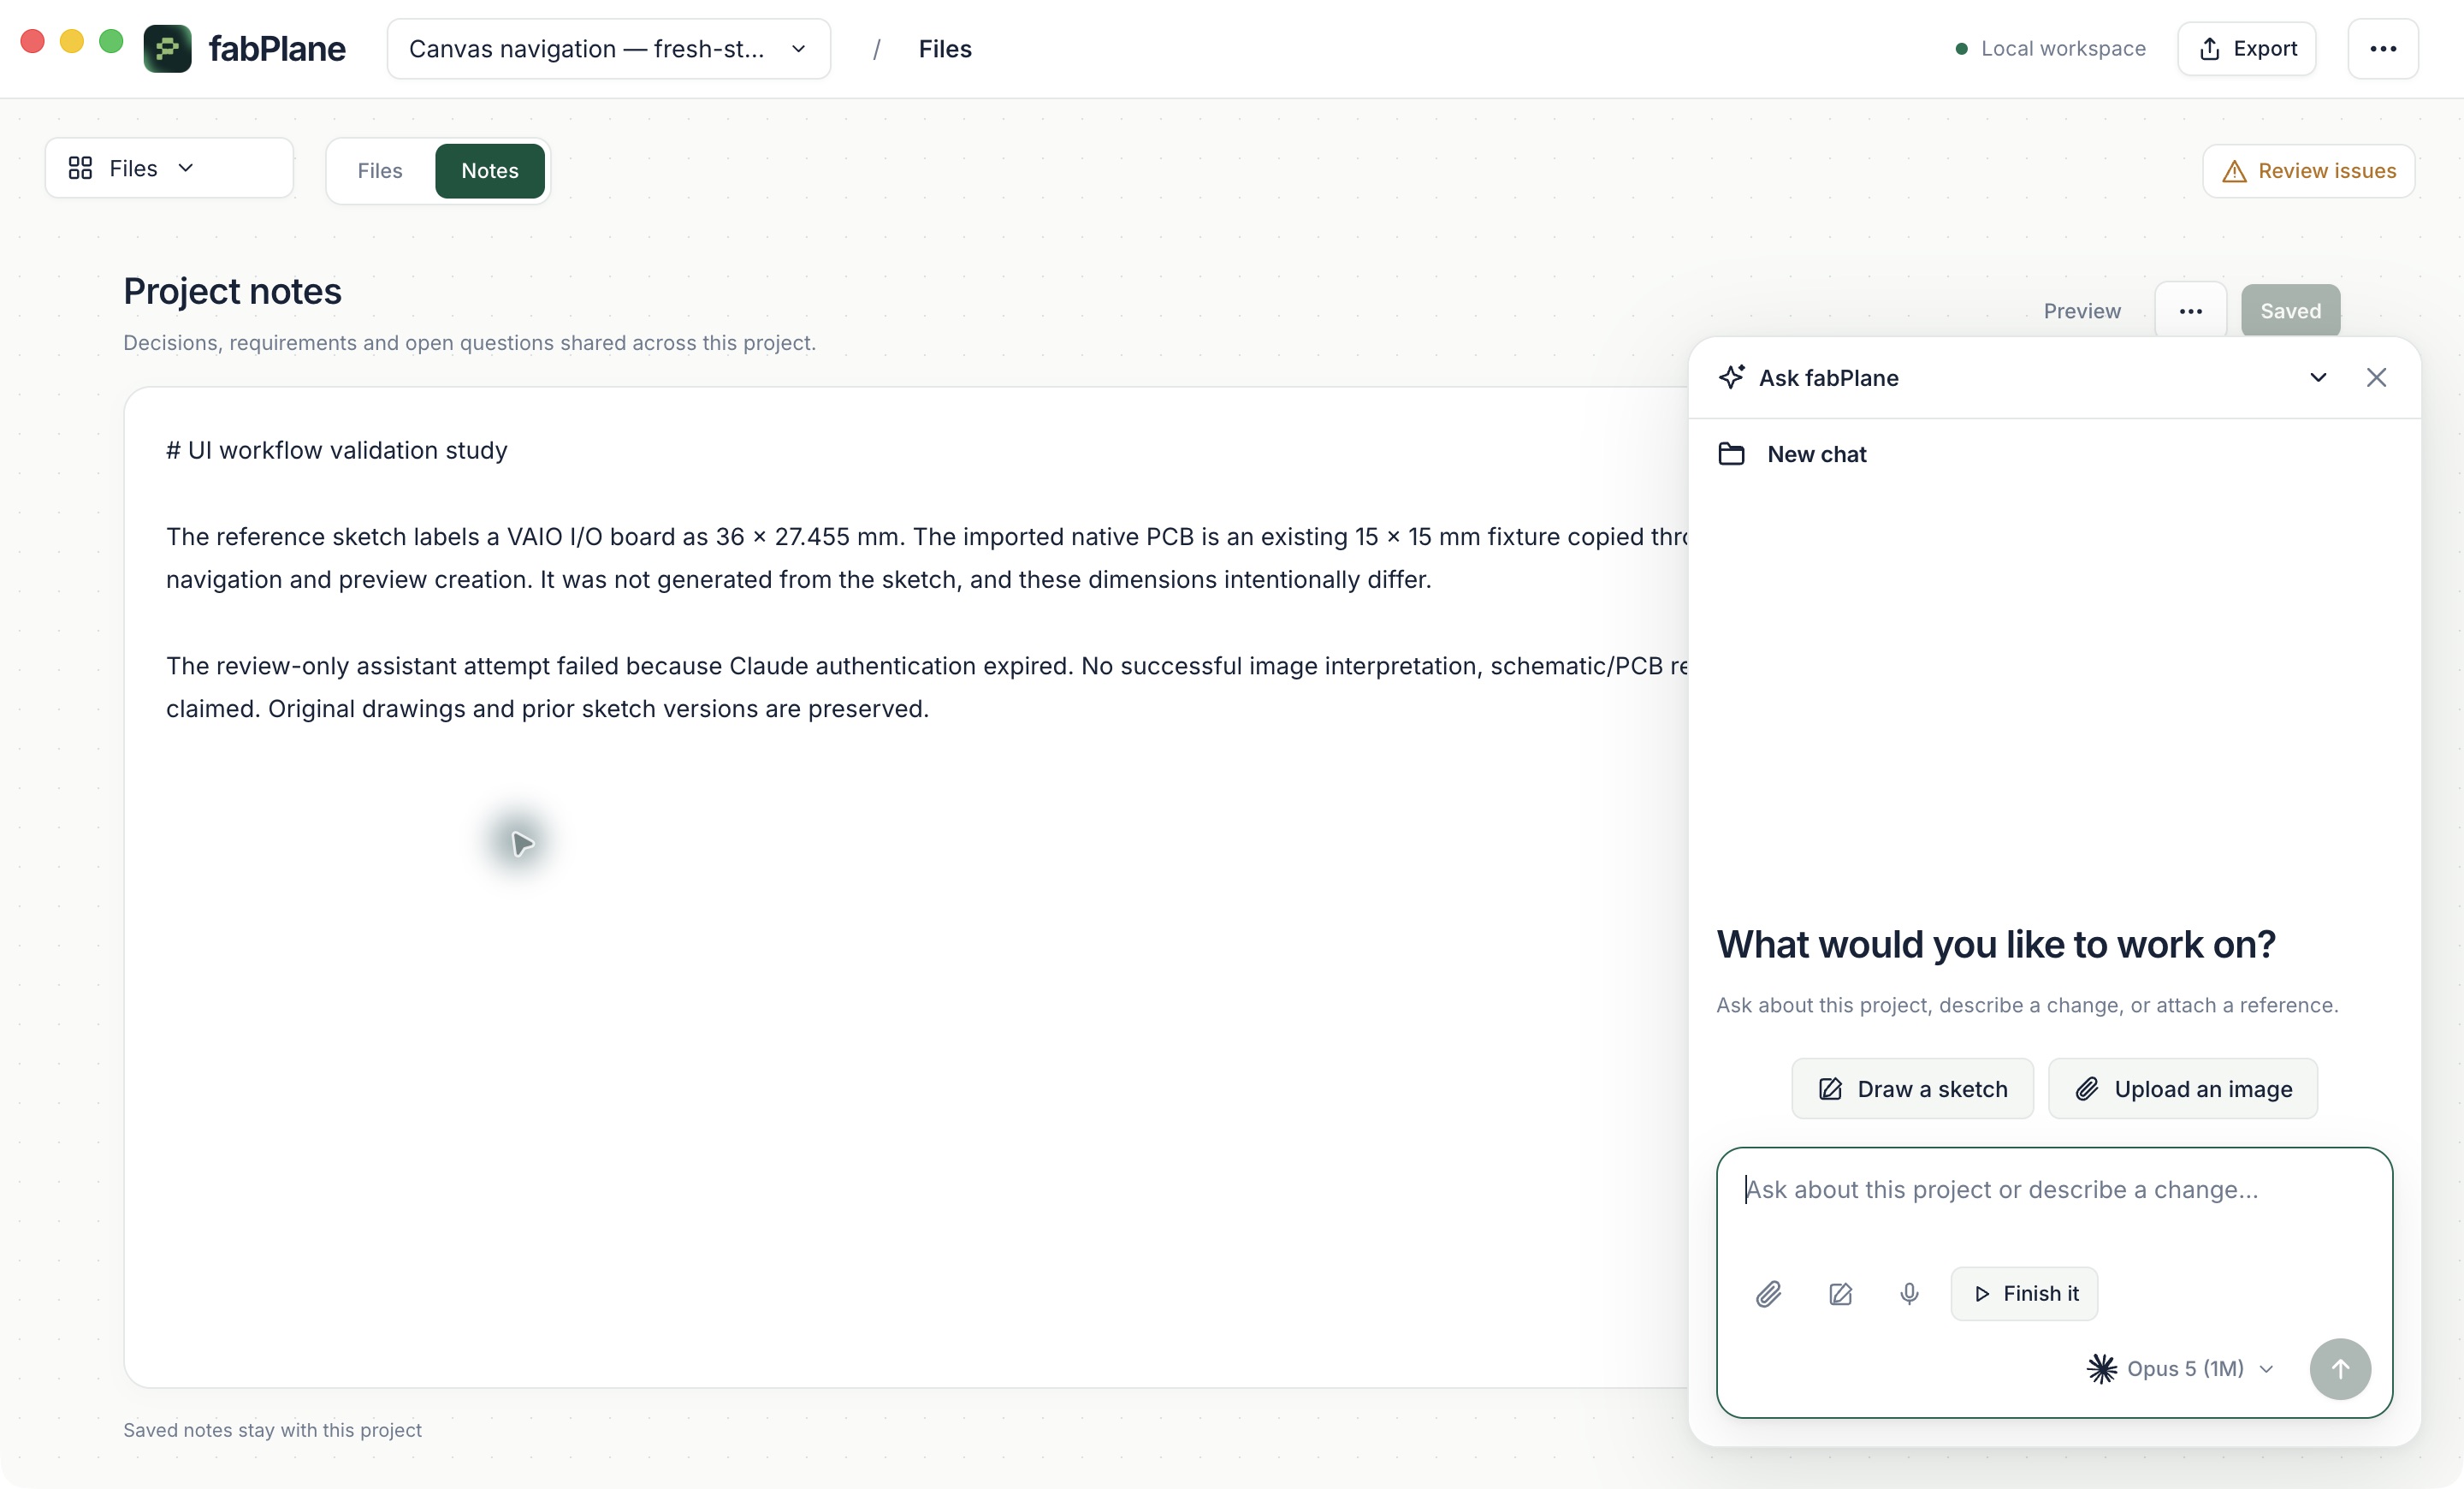 fabPlane
Canvas navigation — fresh-st...
/
Files
Local workspace
Export
Files
Files
Notes
Review issues
Project notes
Decisions, requirements and open questions shared across this project.
Preview
Saved
# UI workflow validation study
The reference sketch labels a VAIO I/O board as 36 × 27.455 mm. The imported native PCB is an existing 15 × 15 mm fixture copied
navigation and preview creation. It was not generated from the sketch, and these dimensions intentionally differ.
The review-only assistant attempt failed because Claude authentication expired. No successful image interpretation, schematic/PCB
claimed. Original drawings and prior sketch versions are preserved.
Saved notes stay with this project
Ask fabPlane
New chat
What would you like to work on?
Ask about this project, describe a change, or attach a reference.
Draw a sketch
Upload an image
Ask about this project or describe a change...
Finish it
Opus 5 (1M)